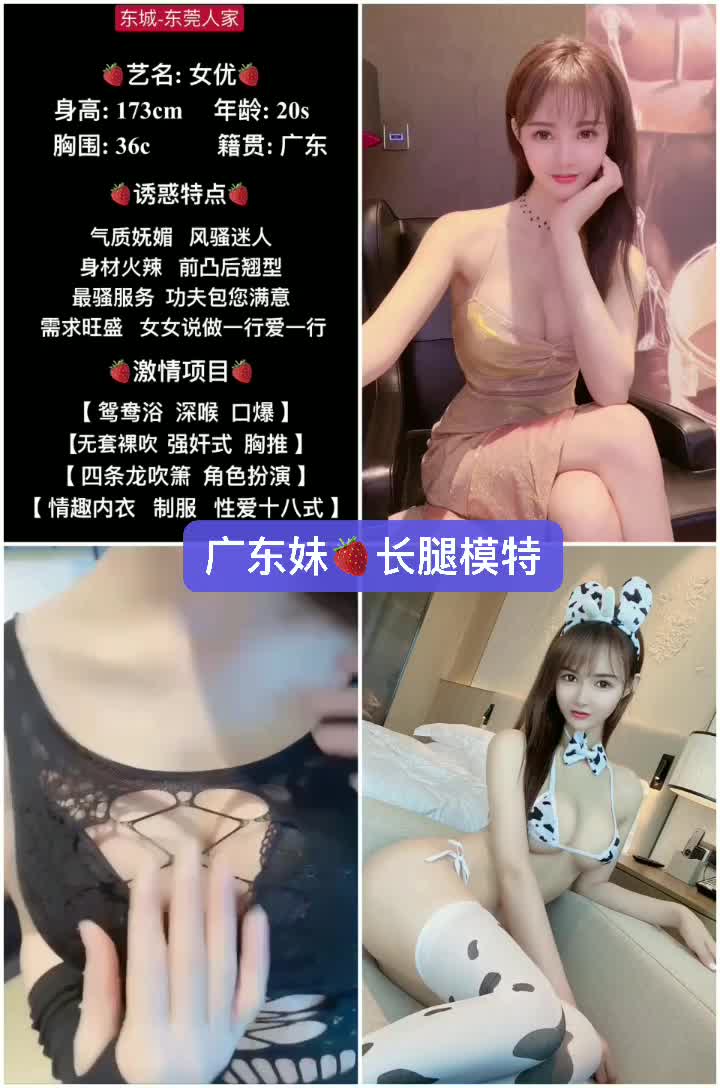 东城-东莞人家
🍓艺名: 女优🍓
身高: 173cm 年龄: 20s
胸围: 36c 籍贯: 广东
🍓诱惑特点🍓
气质妩媚 风骚迷人
身材火辣 前凸后翘型
最骚服务 功夫包您满意
需求旺盛 女女说做一行爱一行
🍓激情项目🍓
【 鸳鸯浴 深喉 口爆 】
【无套裸吹 强奸式 胸推 】
【 四条龙吹箫 角色扮演 】
【 情趣内衣 制服 性爱十八式 】
广东妹🍓长腿模特